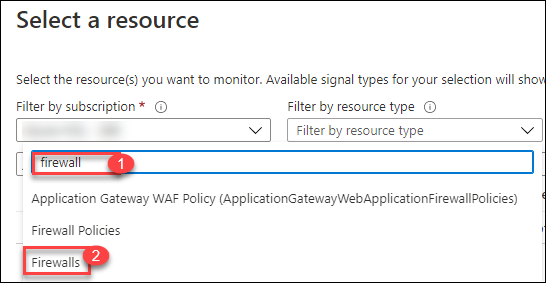 Select a resource
Select the resource(s) you want to monitor. Available signal types for your selection will show
Filter by subscription * Filter by resource type
Filter by resource type
firewall 1
Application Gateway WAF Policy (ApplicationGatewayWebApplicationFirewallPolicies)
Firewall Policies
Firewalls 2